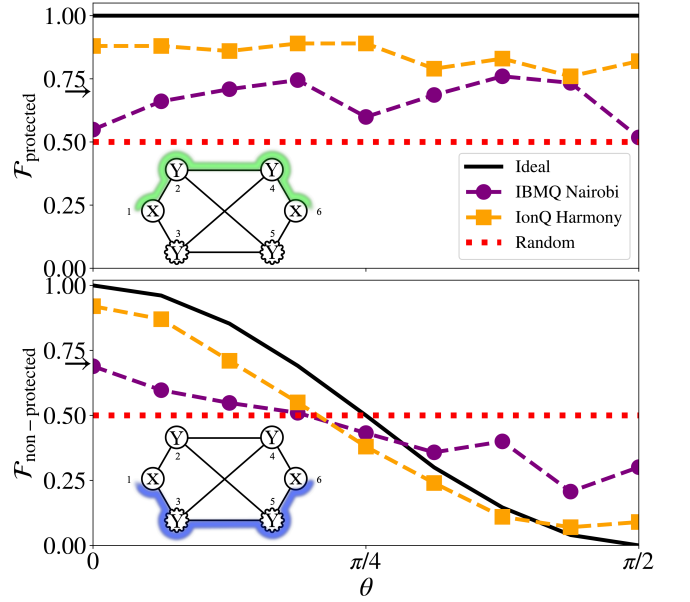 1.00
0.75
→
0.50
0.25
0.00
F_protected
Y
Y
2
4
1
X
X
6
3
5
Y
Y
Ideal
IBMQ Nairobi
IonQ Harmony
Random
1.00
0.75
→
0.50
0.25
0.00
F_non−protected
Y
Y
2
4
1
X
X
6
3
5
Y
Y
0
π/4
π/2
θ